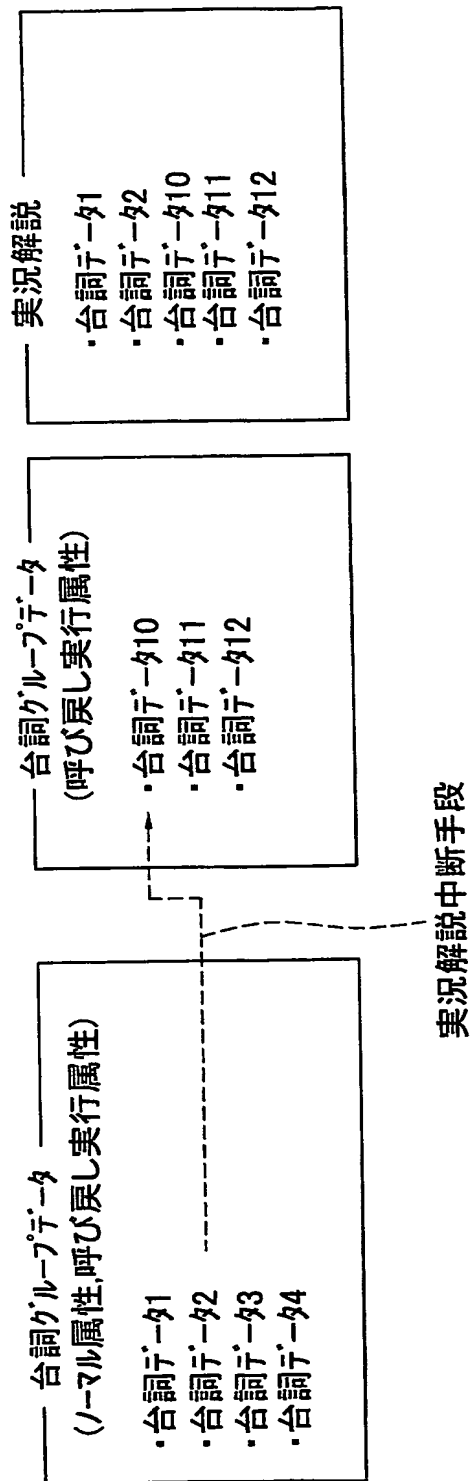 台詞グループデータ
(ノーマル属性,呼び戻し実行属性)
・台詞データ1
・台詞データ2
・台詞データ3
・台詞データ4
台詞グループデータ
(呼び戻し実行属性)
・台詞データ10
・台詞データ11
・台詞データ12
実況解説
・台詞データ1
・台詞データ2
・台詞データ10
・台詞データ11
・台詞データ12
実況解説中断手段